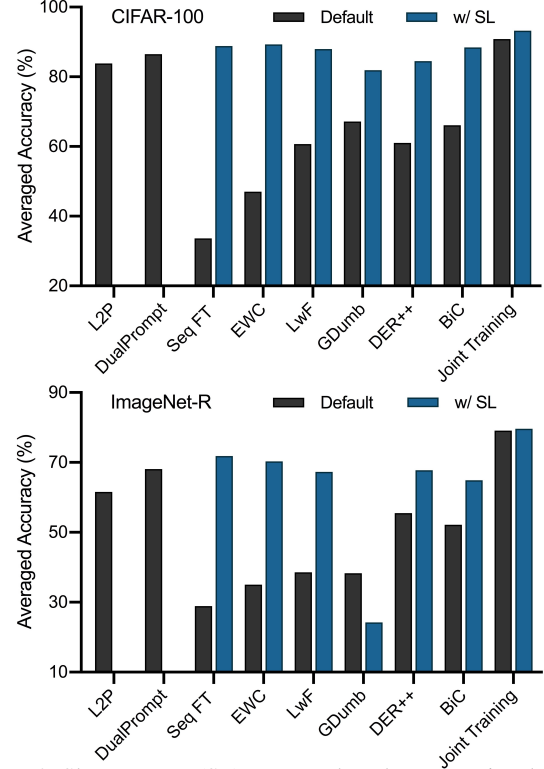 CIFAR-100 Default w/ SL
Averaged Accuracy (%)
100
80
60
40
20
L2P DualPrompt Seq FT EWC LwF GDumb DER++ BiC Joint Training
ImageNet-R Default w/ SL
Averaged Accuracy (%)
90
70
50
30
10
L2P DualPrompt Seq FT EWC LwF GDumb DER++ BiC Joint Training